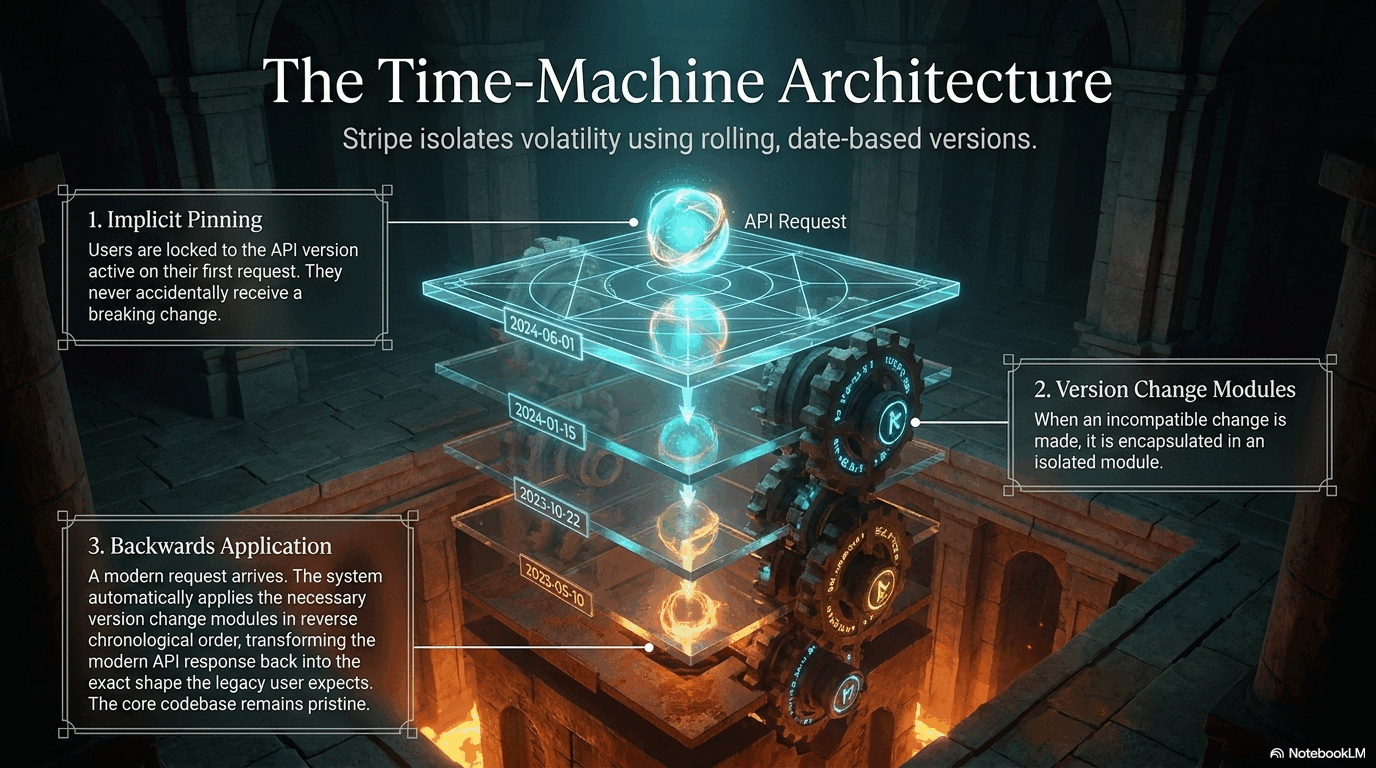 The Time-Machine Architecture
Stripe isolates volatility using rolling, date-based versions.
1. Implicit Pinning
Users are locked to the API version
active on their first request. They
never accidentally receive a
breaking change.
API Request
2024-06-01
2024-01-15
2023-10-22
2023-05-10
2. Version Change Modules
When an incompatible change is
made, it is encapsulated in an
isolated module.
3. Backwards Application
A modern request arrives. The system
automatically applies the necessary
version change modules in reverse
chronological order, transforming the
modern API response back into the
exact shape the legacy user expects.
The core codebase remains pristine.
NotebookLM